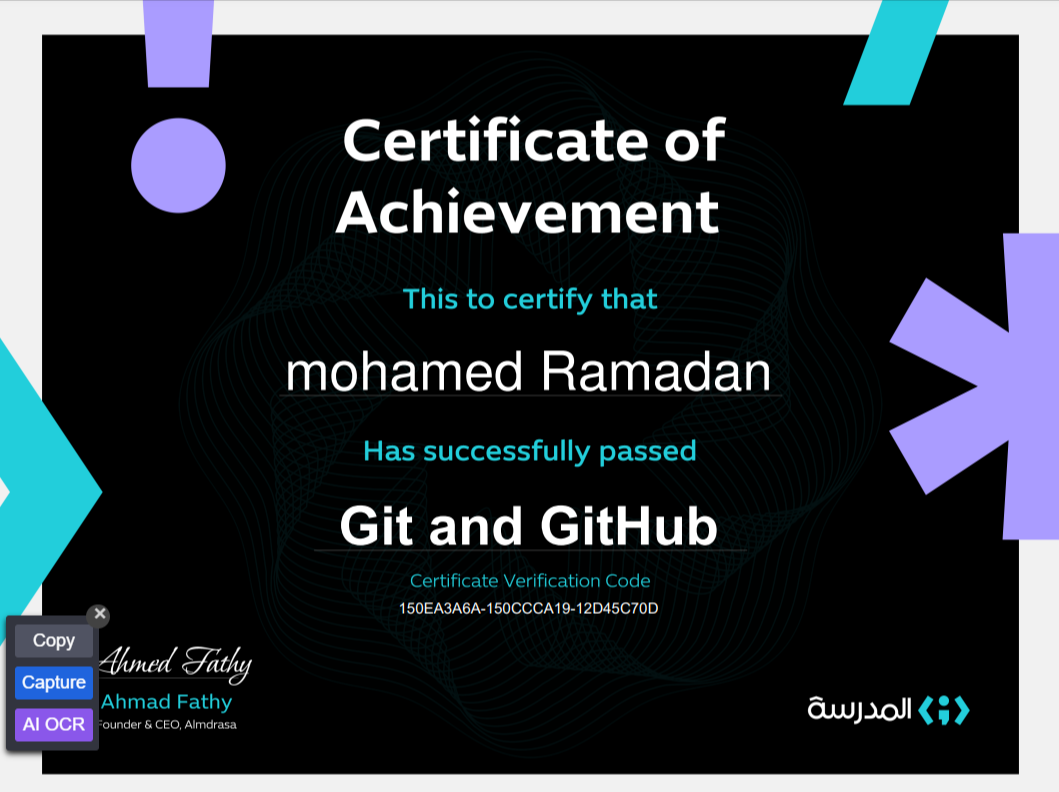 Certificate of
Achievement
This to certify that
mohamed Ramadan
Has successfully passed
Git and GitHub
Certificate Verification Code
150EA3A6A-150CCCA19-12D45C70D
Copy
Capture
AI OCR
Ahmed Fathy
Ahmad Fathy
Founder & CEO, Almdrasa
المدرسة